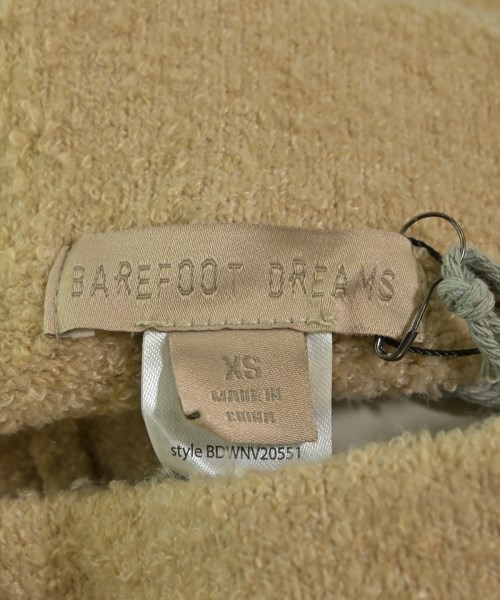 BAREFOOT DREAMS
XS
MADE IN
CHINA
style BDWNV20551